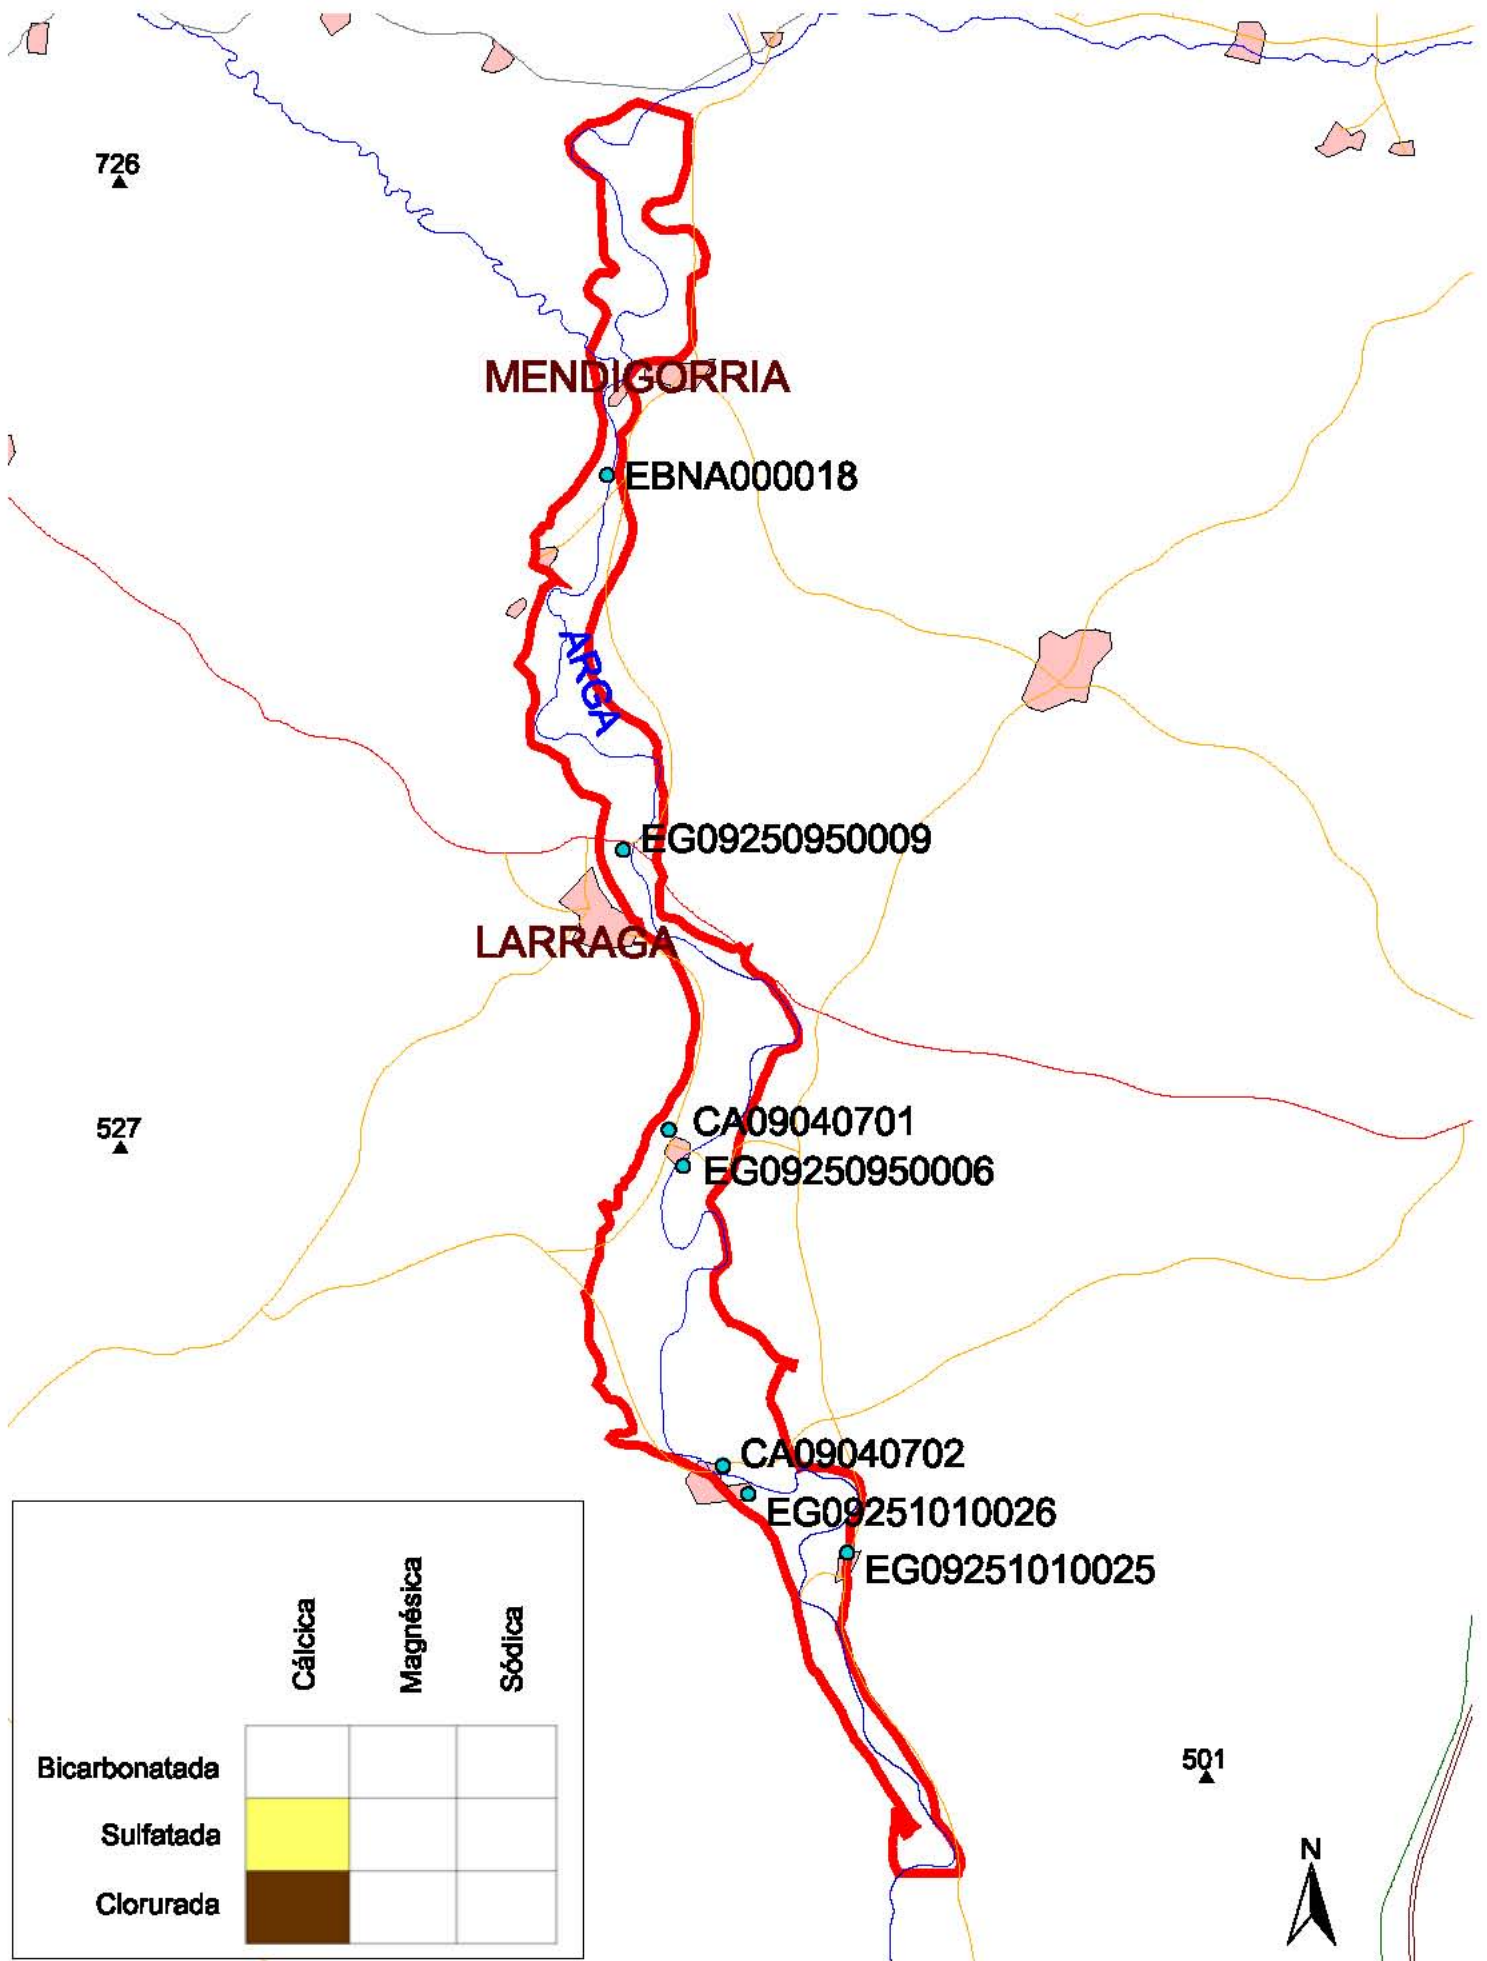 726
MENDIGORRIA
EBNA000018
ARGA
EG09250950009
LARRAGA
CA09040701
527
EG09250950006
CA09040702
EG09251010026
EG09251010025
Cálcica
Magnésica
Sódica
Bicarbonatada
Sulfatada
Clorurada
501
N